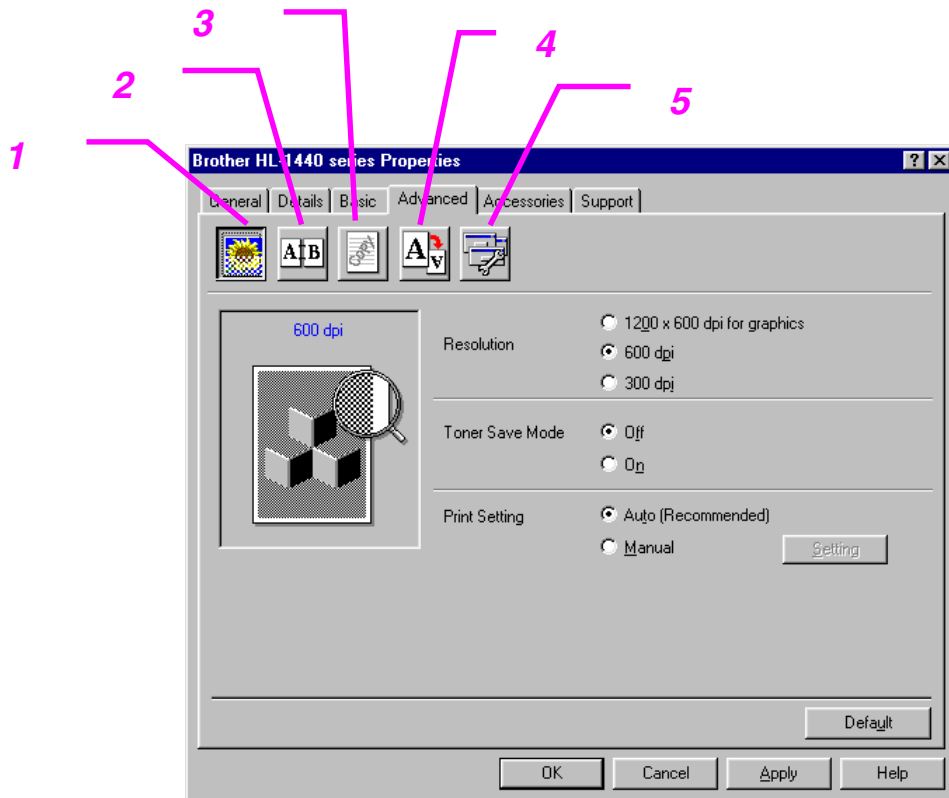 3
4
2
5
1
Brother HL-1440 series Properties
General Details Basic Advanced Accessories Support
A B COPY A A
600 dpi
Resolution
1200 x 600 dpi for graphics
600 dpi
300 dpi
Toner Save Mode
Off
On
Print Setting
Auto (Recommended)
Manual
Setting
Default
OK Cancel Apply Help